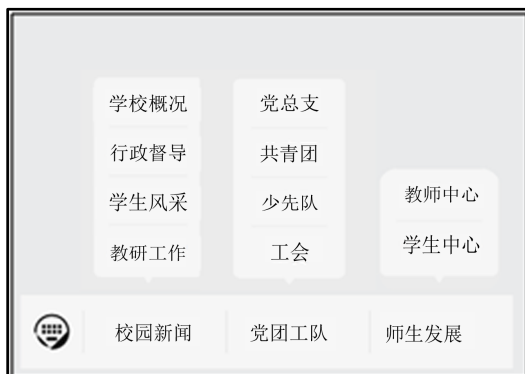 学校概况
行政督导
学生风采
教研工作
党总支
共青团
少先队
工会
教师中心
学生中心
校园新闻
党团工队
师生发展